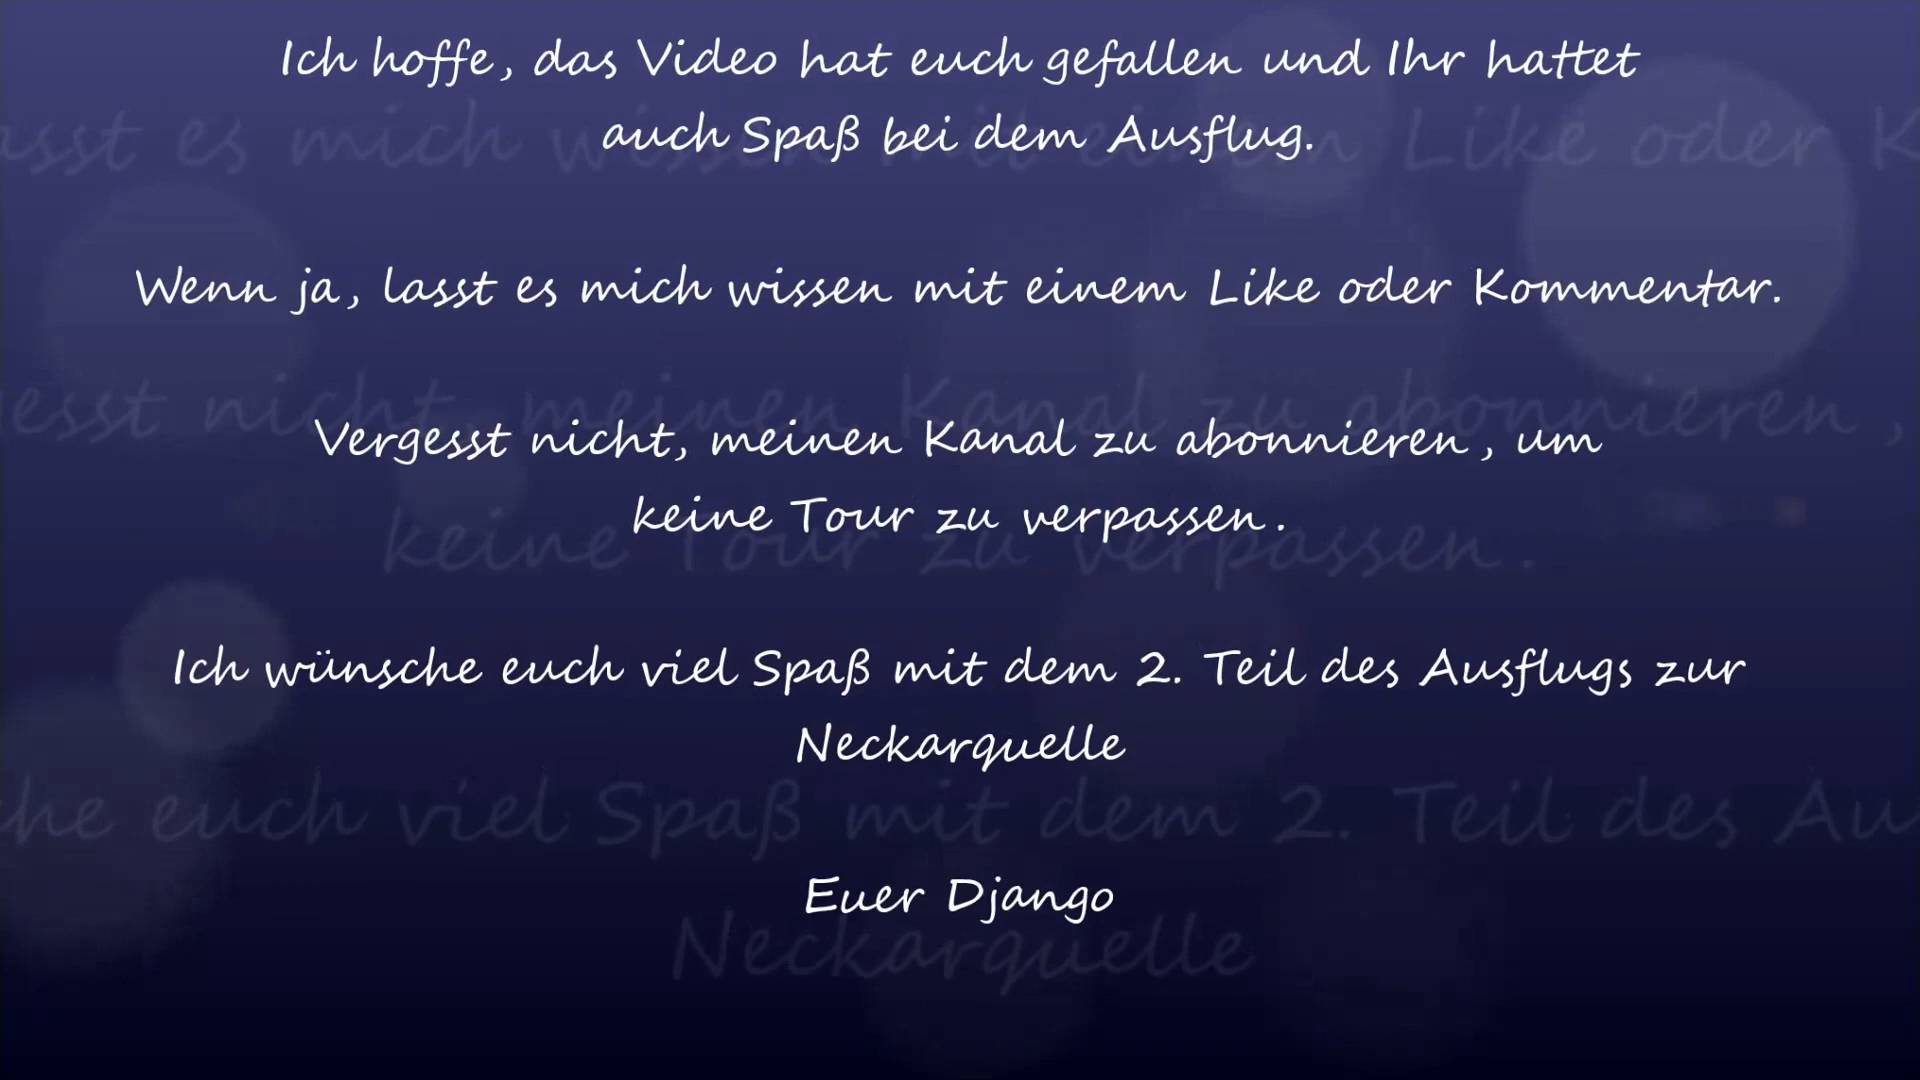 Ich hoffe, das Video hat euch gefallen und Ihr hattet
auch Spaß bei dem Ausflug.
Wenn ja, lasst es mich wissen mit einem Like oder Kommentar.
Vergesst nicht, meinen Kanal zu abonnieren, um
keine Tour zu verpassen.
Ich wünsche euch viel Spaß mit dem 2. Teil des Ausflugs zur
Neckarquelle
Euer Django